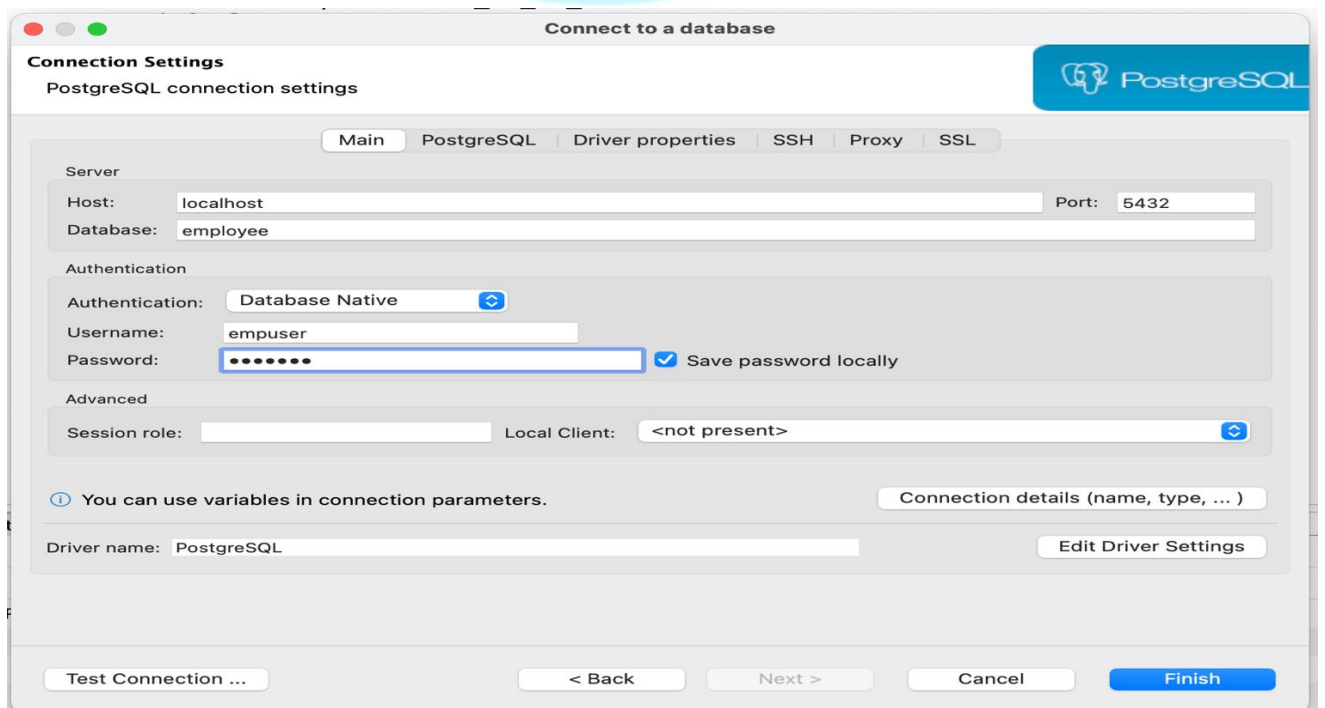 Connect to a database
Connection Settings
PostgreSQL connection settings
PostgreSQL
Main PostgreSQL Driver properties SSH Proxy SSL
Server
Host: localhost Port: 5432
Database: employee
Authentication
Authentication: Database Native
Username: empuser
Password: ••••••• Save password locally
Advanced
Session role: Local Client: <not present>
You can use variables in connection parameters. Connection details (name, type, ... )
Driver name: PostgreSQL Edit Driver Settings
Test Connection ... < Back Next > Cancel Finish